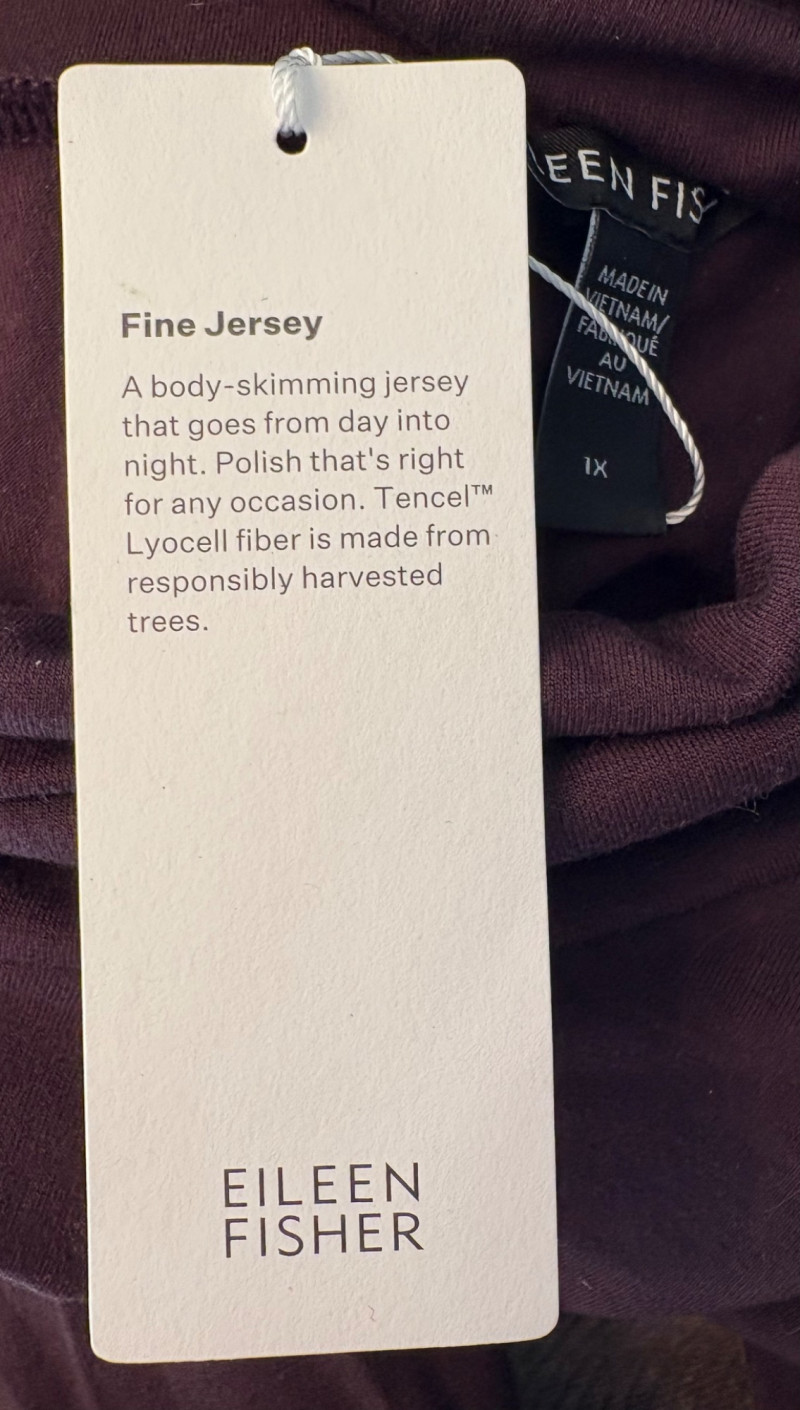 Fine Jersey
A body-skimming jersey
that goes from day into
night. Polish that's right
for any occasion. Tencel™
Lyocell fiber is made from
responsibly harvested
trees.
EILEEN
FISHER
EEN FIS
MADE IN
VIETNAM/
FABRIQUÉ
AU
VIETNAM
1X